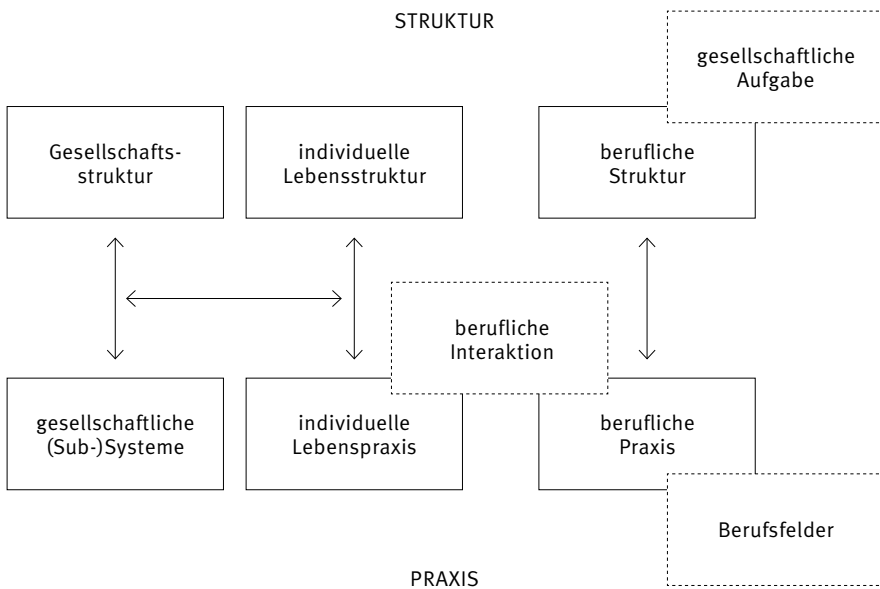 STRUKTUR
gesellschaftliche
Aufgabe
Gesellschafts-
struktur
individuelle
Lebensstruktur
berufliche
Struktur
berufliche
Interaktion
gesellschaftliche
(Sub-)Systeme
individuelle
Lebenspraxis
berufliche
Praxis
Berufsfelder
PRAXIS